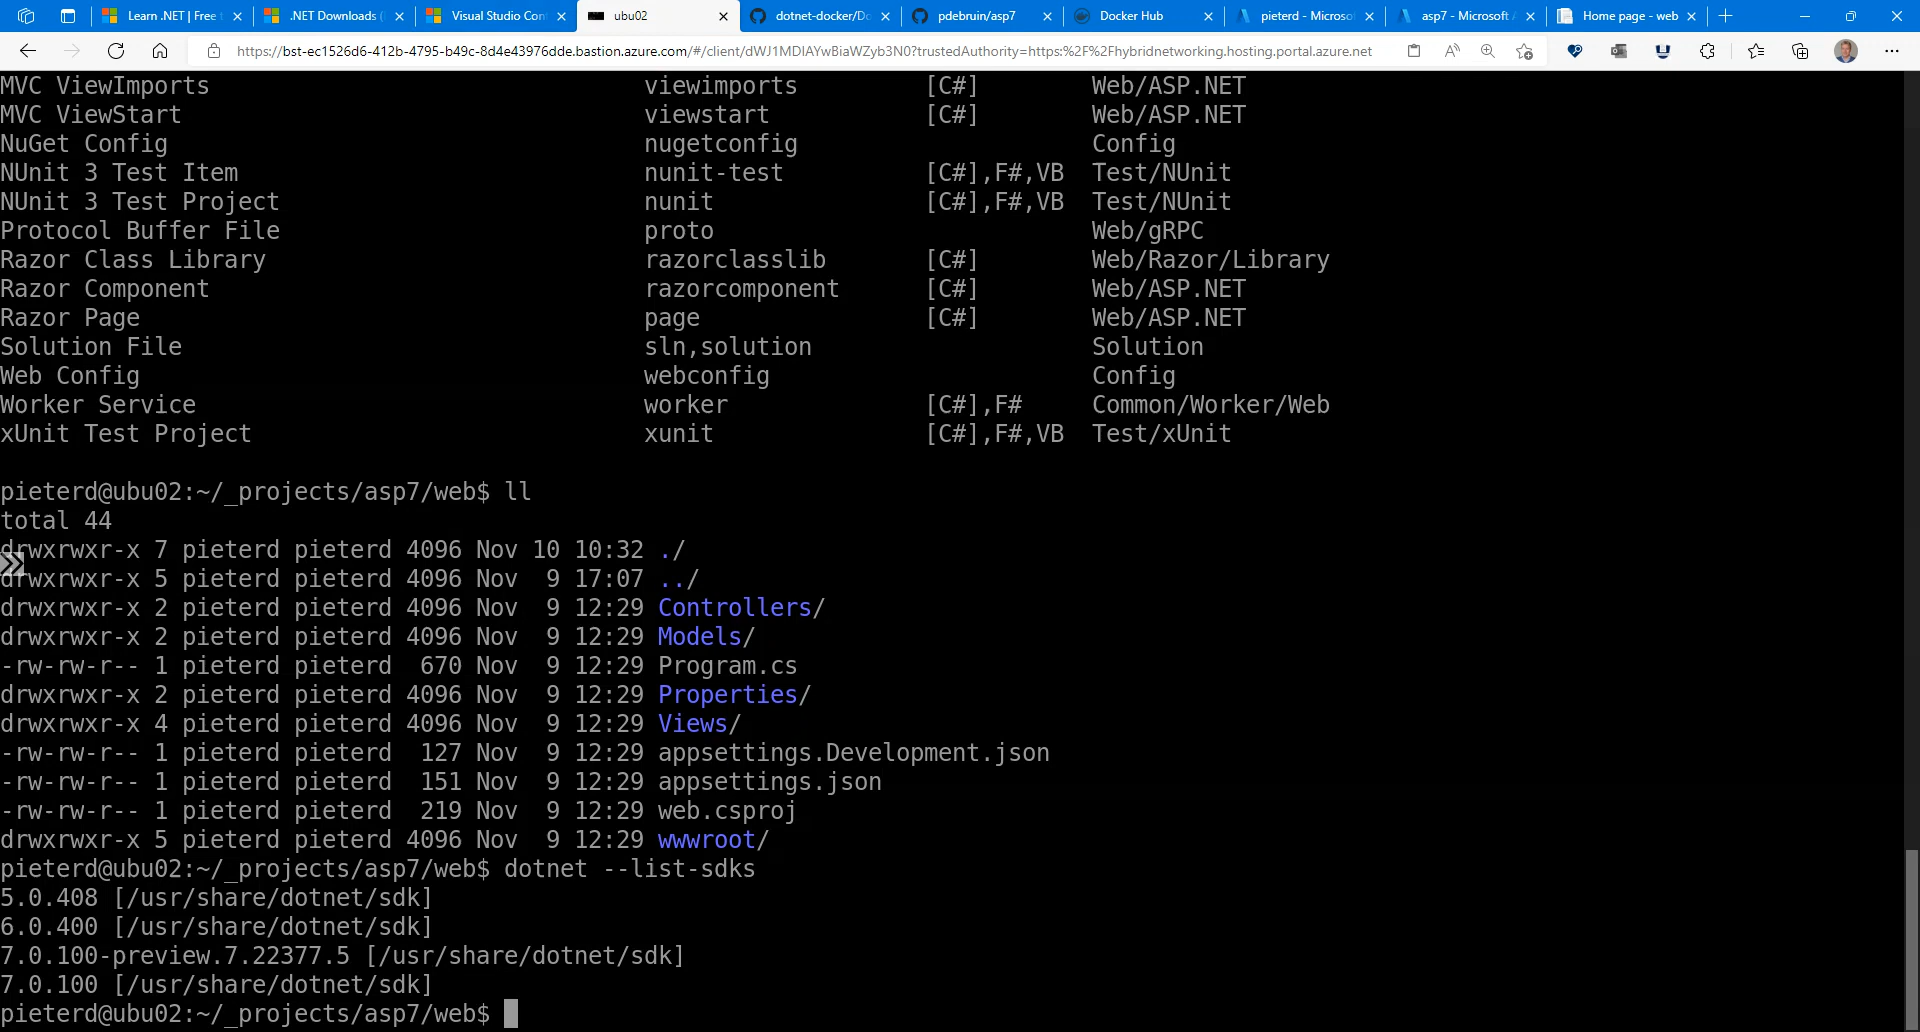 Learn .NET | Free
.NET Downloads (
Visual Studio Con
ubu02
dotnet-docker/Do
pdebruin/asp7
Docker Hub
pieterd - Microso
asp7 - Microsoft
Home page - web
https://bst-ec1526d6-412b-4795-b49c-8d4e43976dde.bastion.azure.com/#/client/dWJ1MDIAYwBiaWZyb3N0?trustedAuthority=https:%2F%2Fhybridnetworking.hosting.portal.azure.net
MVC ViewImports viewimports [C#] Web/ASP.NET
MVC ViewStart viewstart [C#] Web/ASP.NET
NuGet Config nugetconfig Config
NUnit 3 Test Item nunit-test [C#],F#,VB Test/NUnit
NUnit 3 Test Project nunit [C#],F#,VB Test/NUnit
Protocol Buffer File proto Web/gRPC
Razor Class Library razorclasslib [C#] Web/Razor/Library
Razor Component razorcomponent [C#] Web/ASP.NET
Razor Page page [C#] Web/ASP.NET
Solution File sln,solution Solution
Web Config webconfig Config
Worker Service worker [C#],F# Common/Worker/Web
xUnit Test Project xunit [C#],F#,VB Test/xUnit
pieterd@ubu02:~/_projects/asp7/web$ ll
total 44
drwxrwxr-x 7 pieterd pieterd 4096 Nov 10 10:32 ./
drwxrwxr-x 5 pieterd pieterd 4096 Nov 9 17:07 ../
drwxrwxr-x 2 pieterd pieterd 4096 Nov 9 12:29 Controllers/
drwxrwxr-x 2 pieterd pieterd 4096 Nov 9 12:29 Models/
-rw-rw-r-- 1 pieterd pieterd 670 Nov 9 12:29 Program.cs
drwxrwxr-x 2 pieterd pieterd 4096 Nov 9 12:29 Properties/
drwxrwxr-x 4 pieterd pieterd 4096 Nov 9 12:29 Views/
-rw-rw-r-- 1 pieterd pieterd 127 Nov 9 12:29 appsettings.Development.json
-rw-rw-r-- 1 pieterd pieterd 151 Nov 9 12:29 appsettings.json
-rw-rw-r-- 1 pieterd pieterd 219 Nov 9 12:29 web.csproj
drwxrwxr-x 5 pieterd pieterd 4096 Nov 9 12:29 wwwroot/
pieterd@ubu02:~/_projects/asp7/web$ dotnet --list-sdks
5.0.408 [/usr/share/dotnet/sdk]
6.0.400 [/usr/share/dotnet/sdk]
7.0.100-preview.7.22377.5 [/usr/share/dotnet/sdk]
7.0.100 [/usr/share/dotnet/sdk]
pieterd@ubu02:~/_projects/asp7/web$